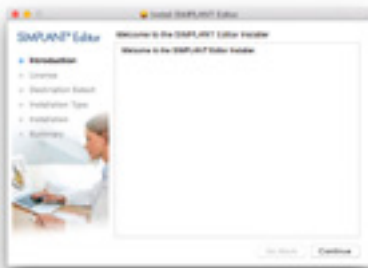 Install SIMPLANT Editor
SIMPLANT® Editor
Welcome to the SIMPLANT Editor Installer
Welcome to the SIMPLANT Editor Installer
Introduction
License
Destination Select
Installation Type
Installation
Summary
Go Back
Continue